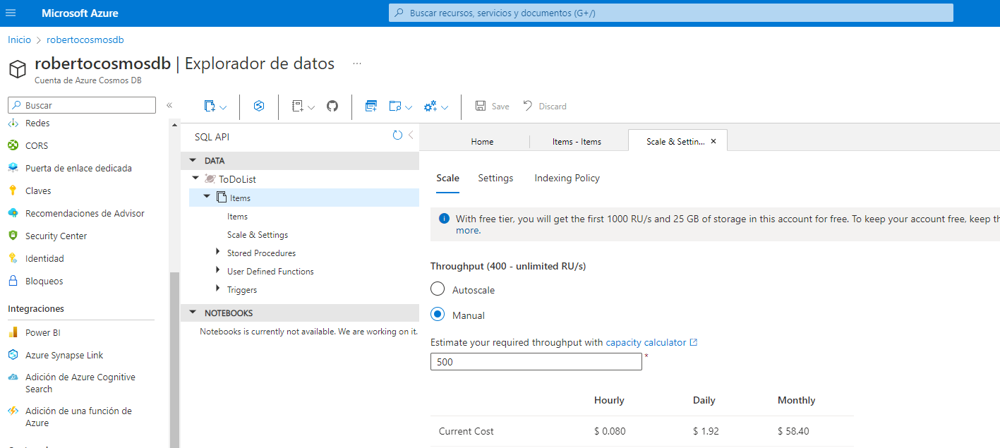 Microsoft Azure
Buscar recursos, servicios y documentos (G+/)
Inicio > robertocosmosdb
robertocosmosdb | Explorador de datos ...
Cuenta de Azure Cosmos DB
Buscar
«
Redes
CORS
Puerta de enlace dedicada
Claves
Recomendaciones de Advisor
Security Center
Identidad
Bloqueos
Integraciones
Power BI
Azure Synapse Link
Adición de Azure Cognitive
Search
Adición de una función de
Azure
Save
Discard
SQL API
DATA
ToDoList
Items
Items
Scale & Settings
Stored Procedures
User Defined Functions
Triggers
NOTEBOOKS
Notebooks is currently not available. We are working on it.
Home
Items - Items
Scale & Settin... ×
Scale
Settings
Indexing Policy
With free tier, you will get the first 1000 RU/s and 25 GB of storage in this account for free. To keep your account free, keep
more.
Throughput (400 - unlimited RU/s)
Autoscale
Manual
Estimate your required throughput with capacity calculator
500
*
Hourly Daily Monthly
Current Cost $ 0.080 $ 1.92 $ 58.40